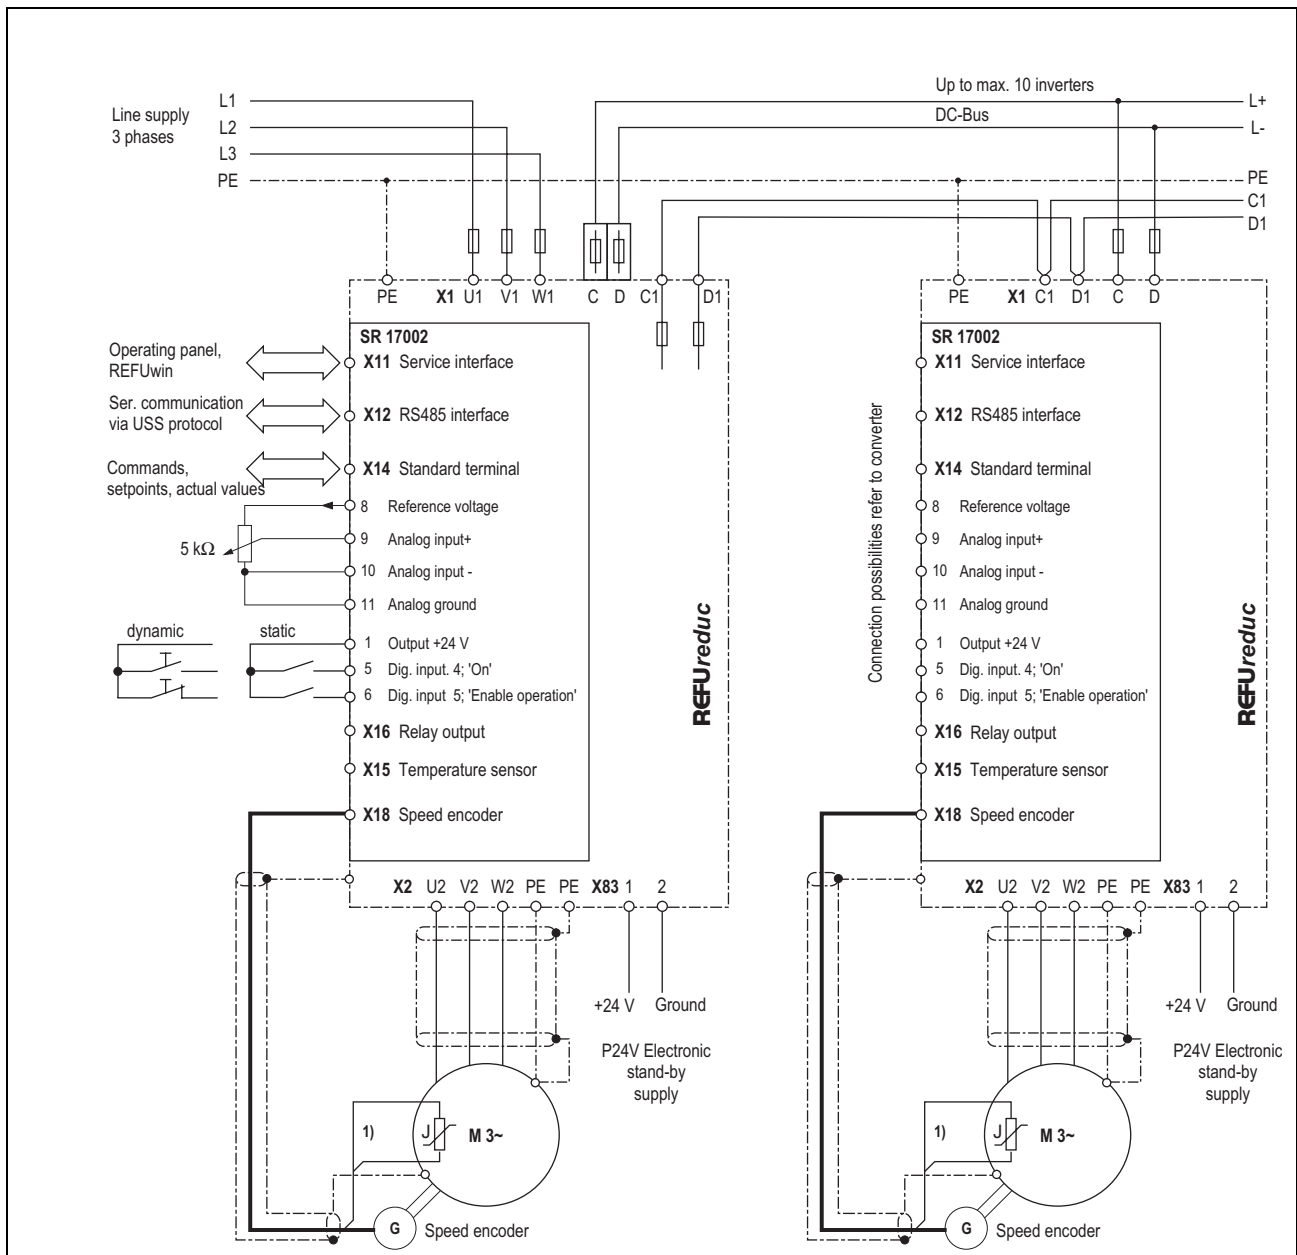 Up to max. 10 inverters
DC-Bus
Line supply
3 phases
L1
L2
L3
PE
L+
L-
PE
C1
D1
PE X1 U1 V1 W1 C D C1 D1
PE X1 C1 D1 C D
SR 17002
X11 Service interface
X12 RS485 interface
X14 Standard terminal
8 Reference voltage
9 Analog input+
10 Analog input -
11 Analog ground
1 Output +24 V
5 Dig. input. 4; 'On'
6 Dig. input 5; 'Enable operation'
X16 Relay output
X15 Temperature sensor
X18 Speed encoder
Operating panel,
REFUwin
Ser. communication
via USS protocol
Commands,
setpoints, actual values
5 kΩ
dynamic
static
REFUreduc
X2 U2 V2 W2 PE PE X83 1 2
+24 V Ground
P24V Electronic
stand-by
supply
1)
J
M 3~
G
Speed encoder
Connection possibilities refer to converter
SR 17002
X11 Service interface
X12 RS485 interface
X14 Standard terminal
8 Reference voltage
9 Analog input+
10 Analog input -
11 Analog ground
1 Output +24 V
5 Dig. input. 4; 'On'
6 Dig. input 5; 'Enable operation'
X16 Relay output
X15 Temperature sensor
X18 Speed encoder
REFUreduc
X2 U2 V2 W2 PE PE X83 1 2
+24 V Ground
P24V Electronic
stand-by
supply
1)
J
M 3~
G
Speed encoder